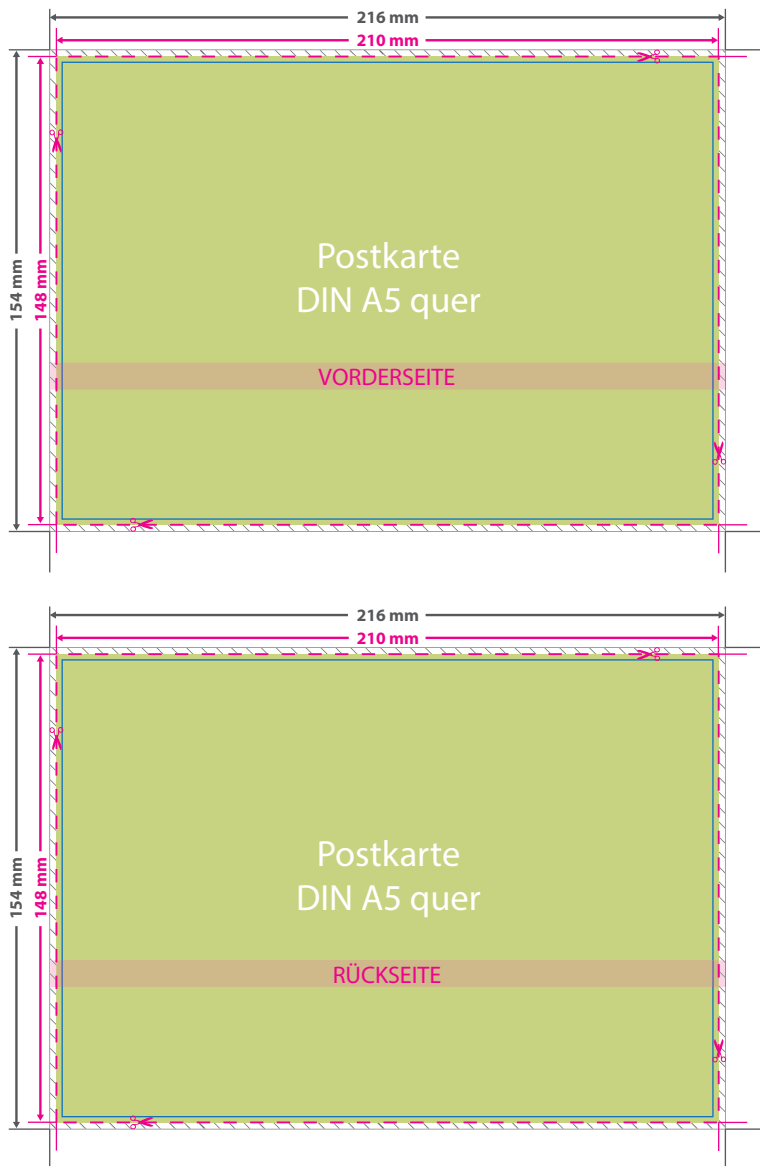 216 mm
210 mm
154 mm
148 mm
Postkarte
DIN A5 quer
VORDERSEITE
216 mm
210 mm
154 mm
148 mm
Postkarte
DIN A5 quer
RÜCKSEITE